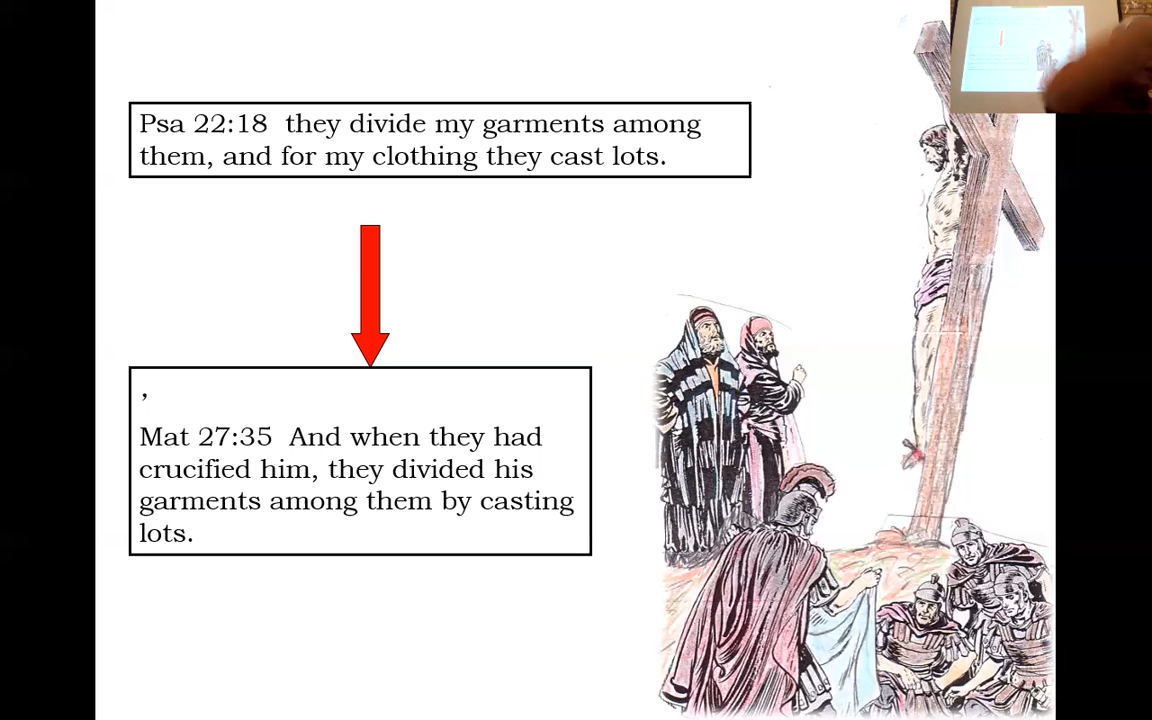 Psa 22:18  they divide my garments among
them, and for my clothing they cast lots.
,
Mat 27:35  And when they had
crucified him, they divided his
garments among them by casting
lots.